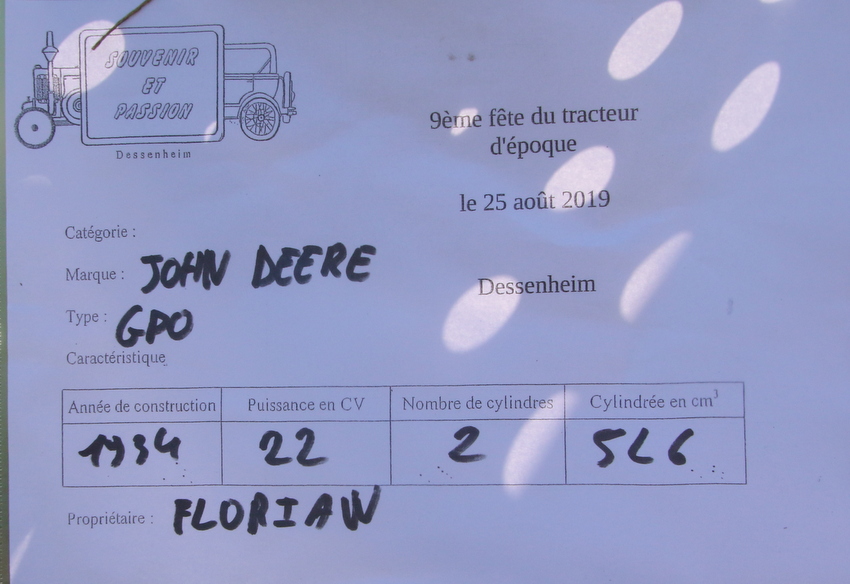 SOUVENIR
ET
PASSION
Dessenheim
9ème fête du tracteur
d'époque
le 25 août 2019
Dessenheim
Catégorie :
Marque : JOHN DEERE
Type : GPO
Caractéristique
Année de construction Puissance en CV Nombre de cylindres Cylindrée en cm³
1934 22 2 5L6
Propriétaire : FLORIAN